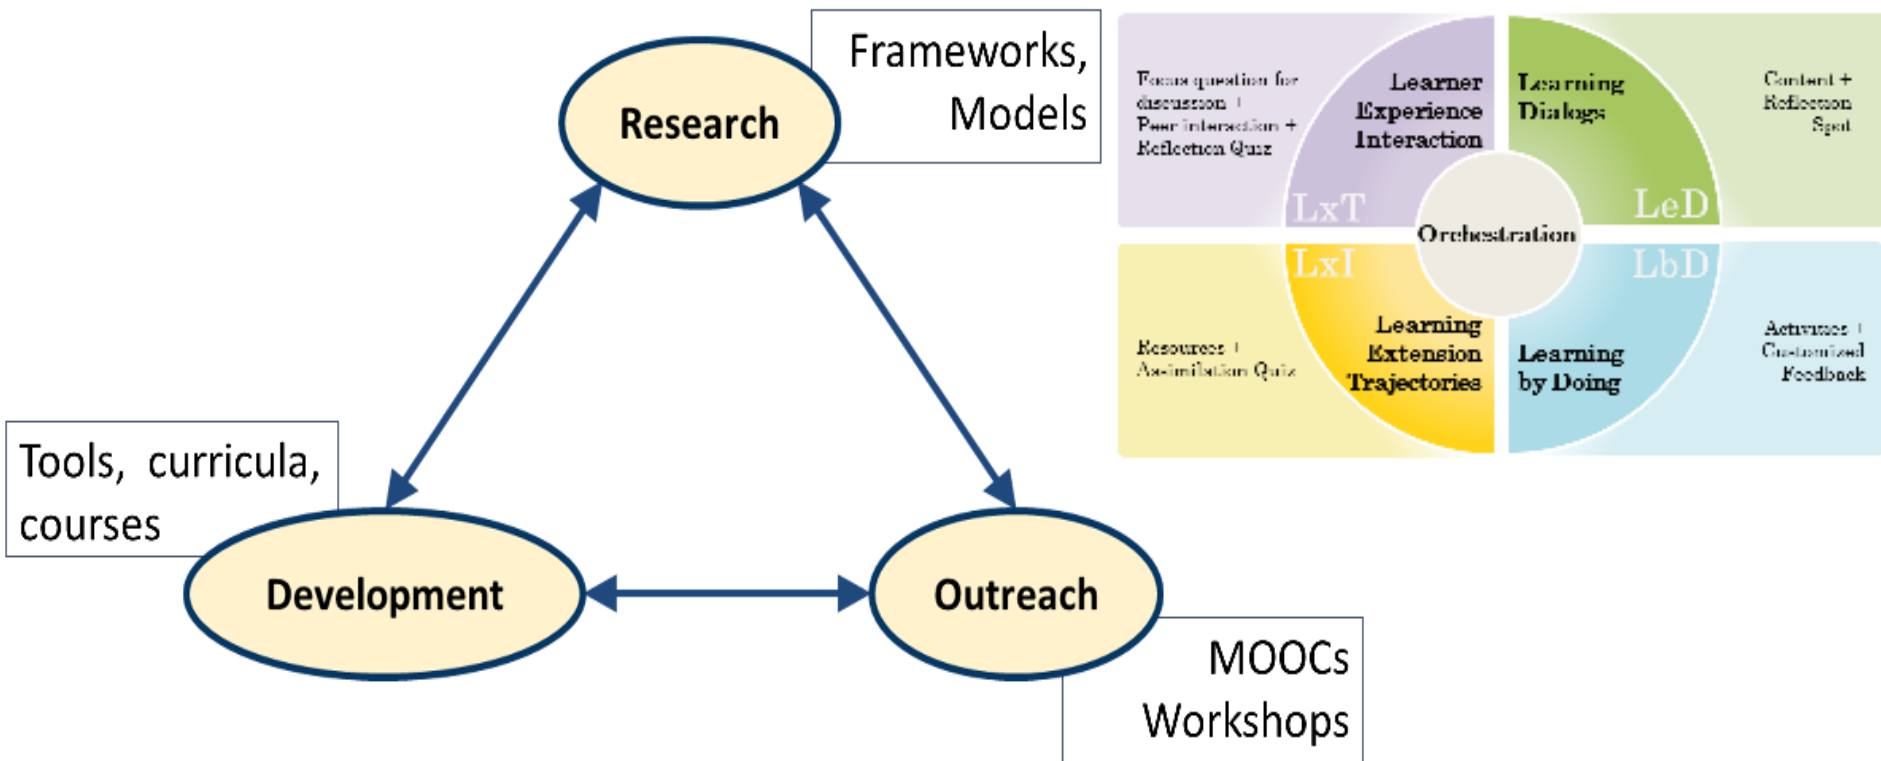 Frameworks,
Models
Research
Tools, curricula,
courses
Development
Outreach
MOOCs
Workshops
Focus question for
discussion +
Peer interaction +
Reflection Quiz
Learner
Experience
Interaction
LxT
Learning
Dialogs
LeD
Content +
Reflection
Spot
Orchestration
Resources +
Assimilation Quiz
LxI
Learning
Extension
Trajectories
LbD
Learning
by Doing
Activities +
Customized
Feedback